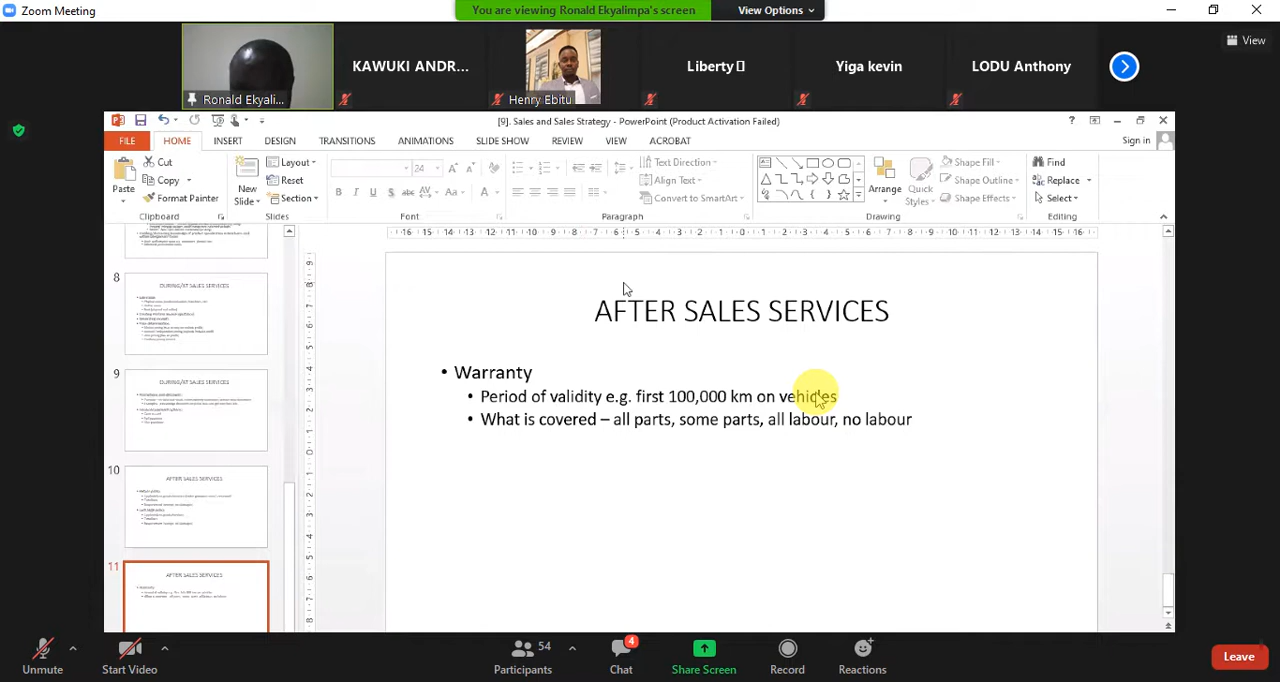 Zoom Meeting
You are viewing Ronald Ekyalimpa's screen
View Options
View
Ronald Ekyali...
KAWUKI ANDR...
Henry Ebitu
Liberty
Yiga kevin
LODU Anthony
[9]. Sales and Sales Strategy - PowerPoint (Product Activation Failed)
Sign in
FILE HOME INSERT DESIGN TRANSITIONS ANIMATIONS SLIDE SHOW REVIEW VIEW ACROBAT
Paste
Cut
Copy
Format Painter
Clipboard
New Slide
Layout
Reset
Section
Slides
24
Font
Text Direction
Align Text
Convert to SmartArt
Paragraph
Arrange
Quick Styles
Shape Fill
Shape Outline
Shape Effects
Drawing
Find
Replace
Select
Editing
8
DURING/AT SALES SERVICES
9
DURING/AT SALES SERVICES
10
AFTER SALES SERVICES
11
AFTER SALES SERVICES
AFTER SALES SERVICES
• Warranty
• Period of validity e.g. first 100,000 km on vehicles
• What is covered – all parts, some parts, all labour, no labour
Unmute
Start Video
54
Participants
4
Chat
Share Screen
Record
Reactions
Leave